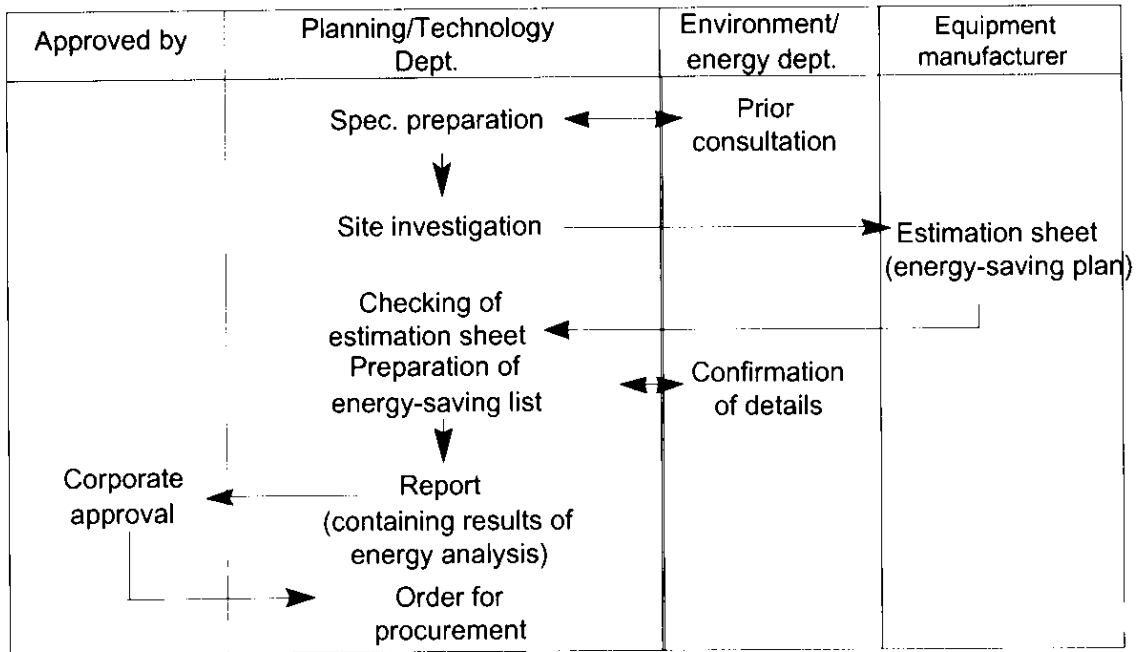 Approved by
Planning/Technology
Dept.
Environment/
energy dept.
Equipment
manufacturer
Spec. preparation
Prior
consultation
Site investigation
Estimation sheet
(energy-saving plan)
Checking of
estimation sheet
Preparation of
energy-saving list
Confirmation
of details
Corporate
approval
Report
(containing results of
energy analysis)
Order for
procurement